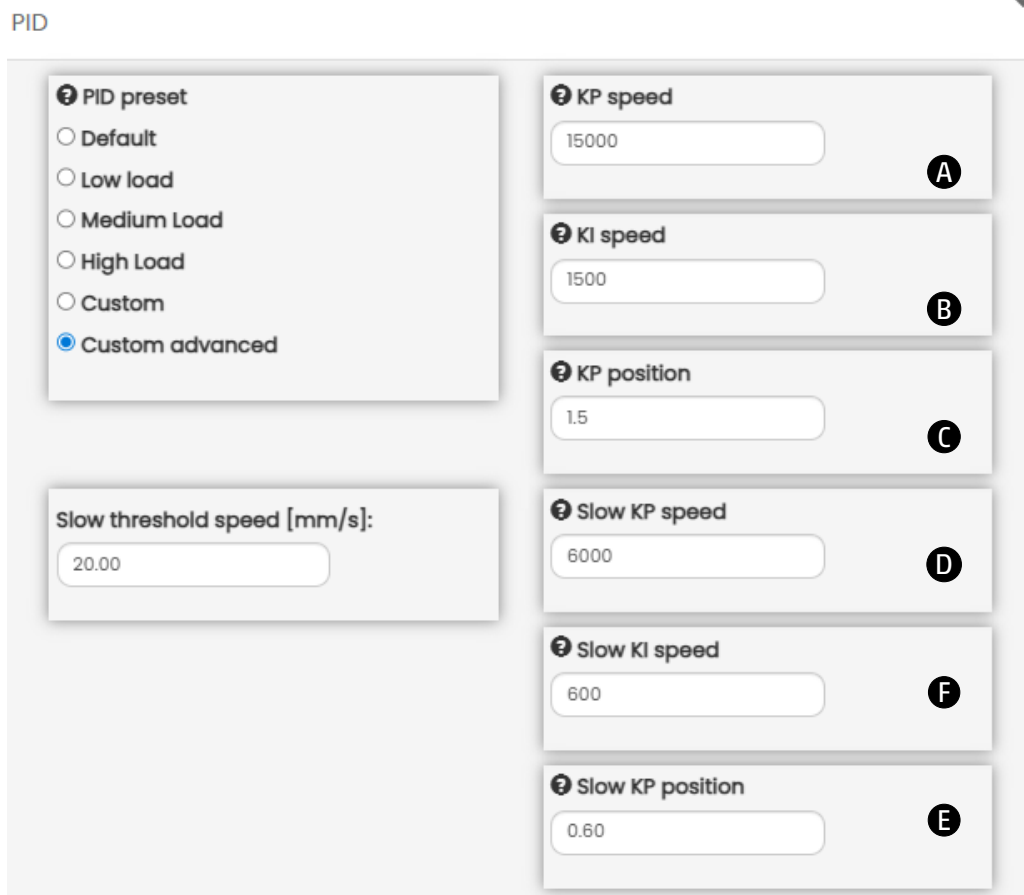 PID
PID preset
Default
Low load
Medium Load
High Load
Custom
Custom advanced
Slow threshold speed [mm/s]:
20.00
KP speed
15000
A
KI speed
1500
B
KP position
1.5
C
Slow KP speed
6000
D
Slow KI speed
600
F
Slow KP position
0.60
E